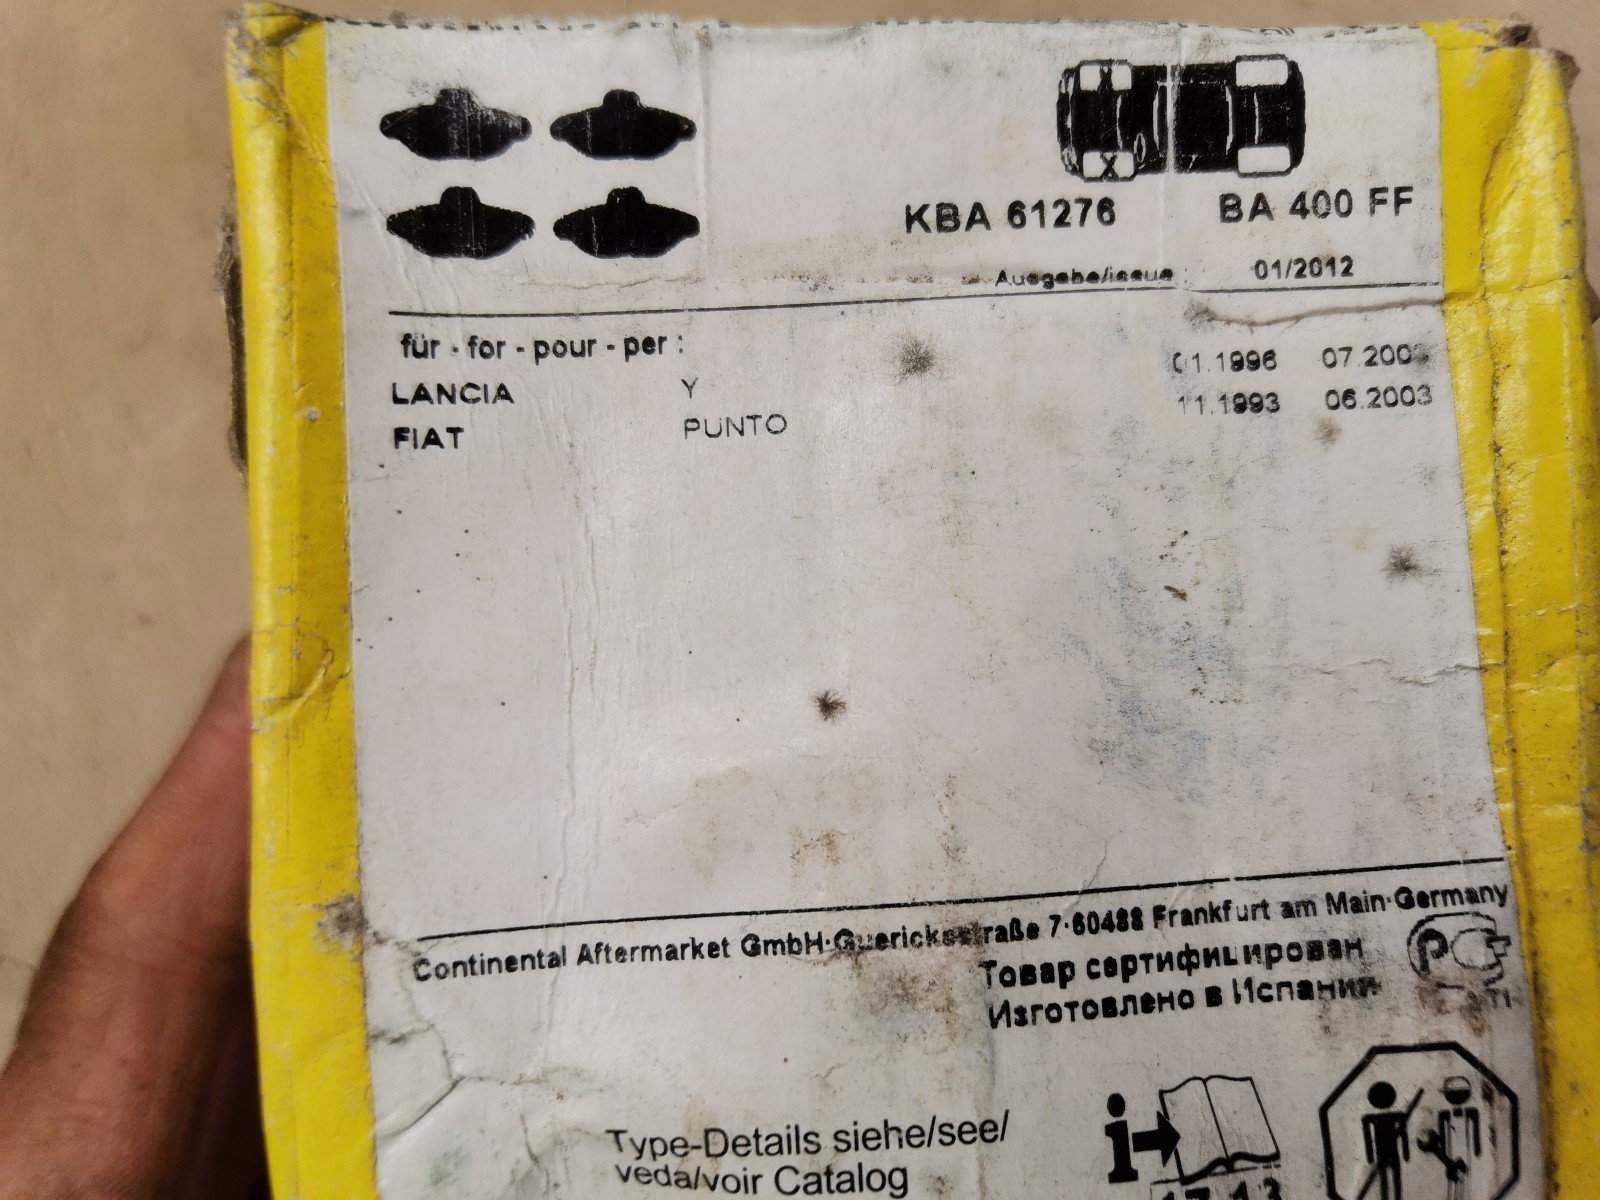 KBA 61276 BA 400 FF
Ausgabe/issue : 01/2012
für - for - pour - per :
LANCIA Y 01.1996
FIAT PUNTO 11.1993 06.2003
Continental Aftermarket GmbH·Guerickestraße 7·60488 Frankfurt am Main·Germany
Товар сертифицирован
Изготовлено в Испании
Type-Details siehe/see/
veda/voir Catalog